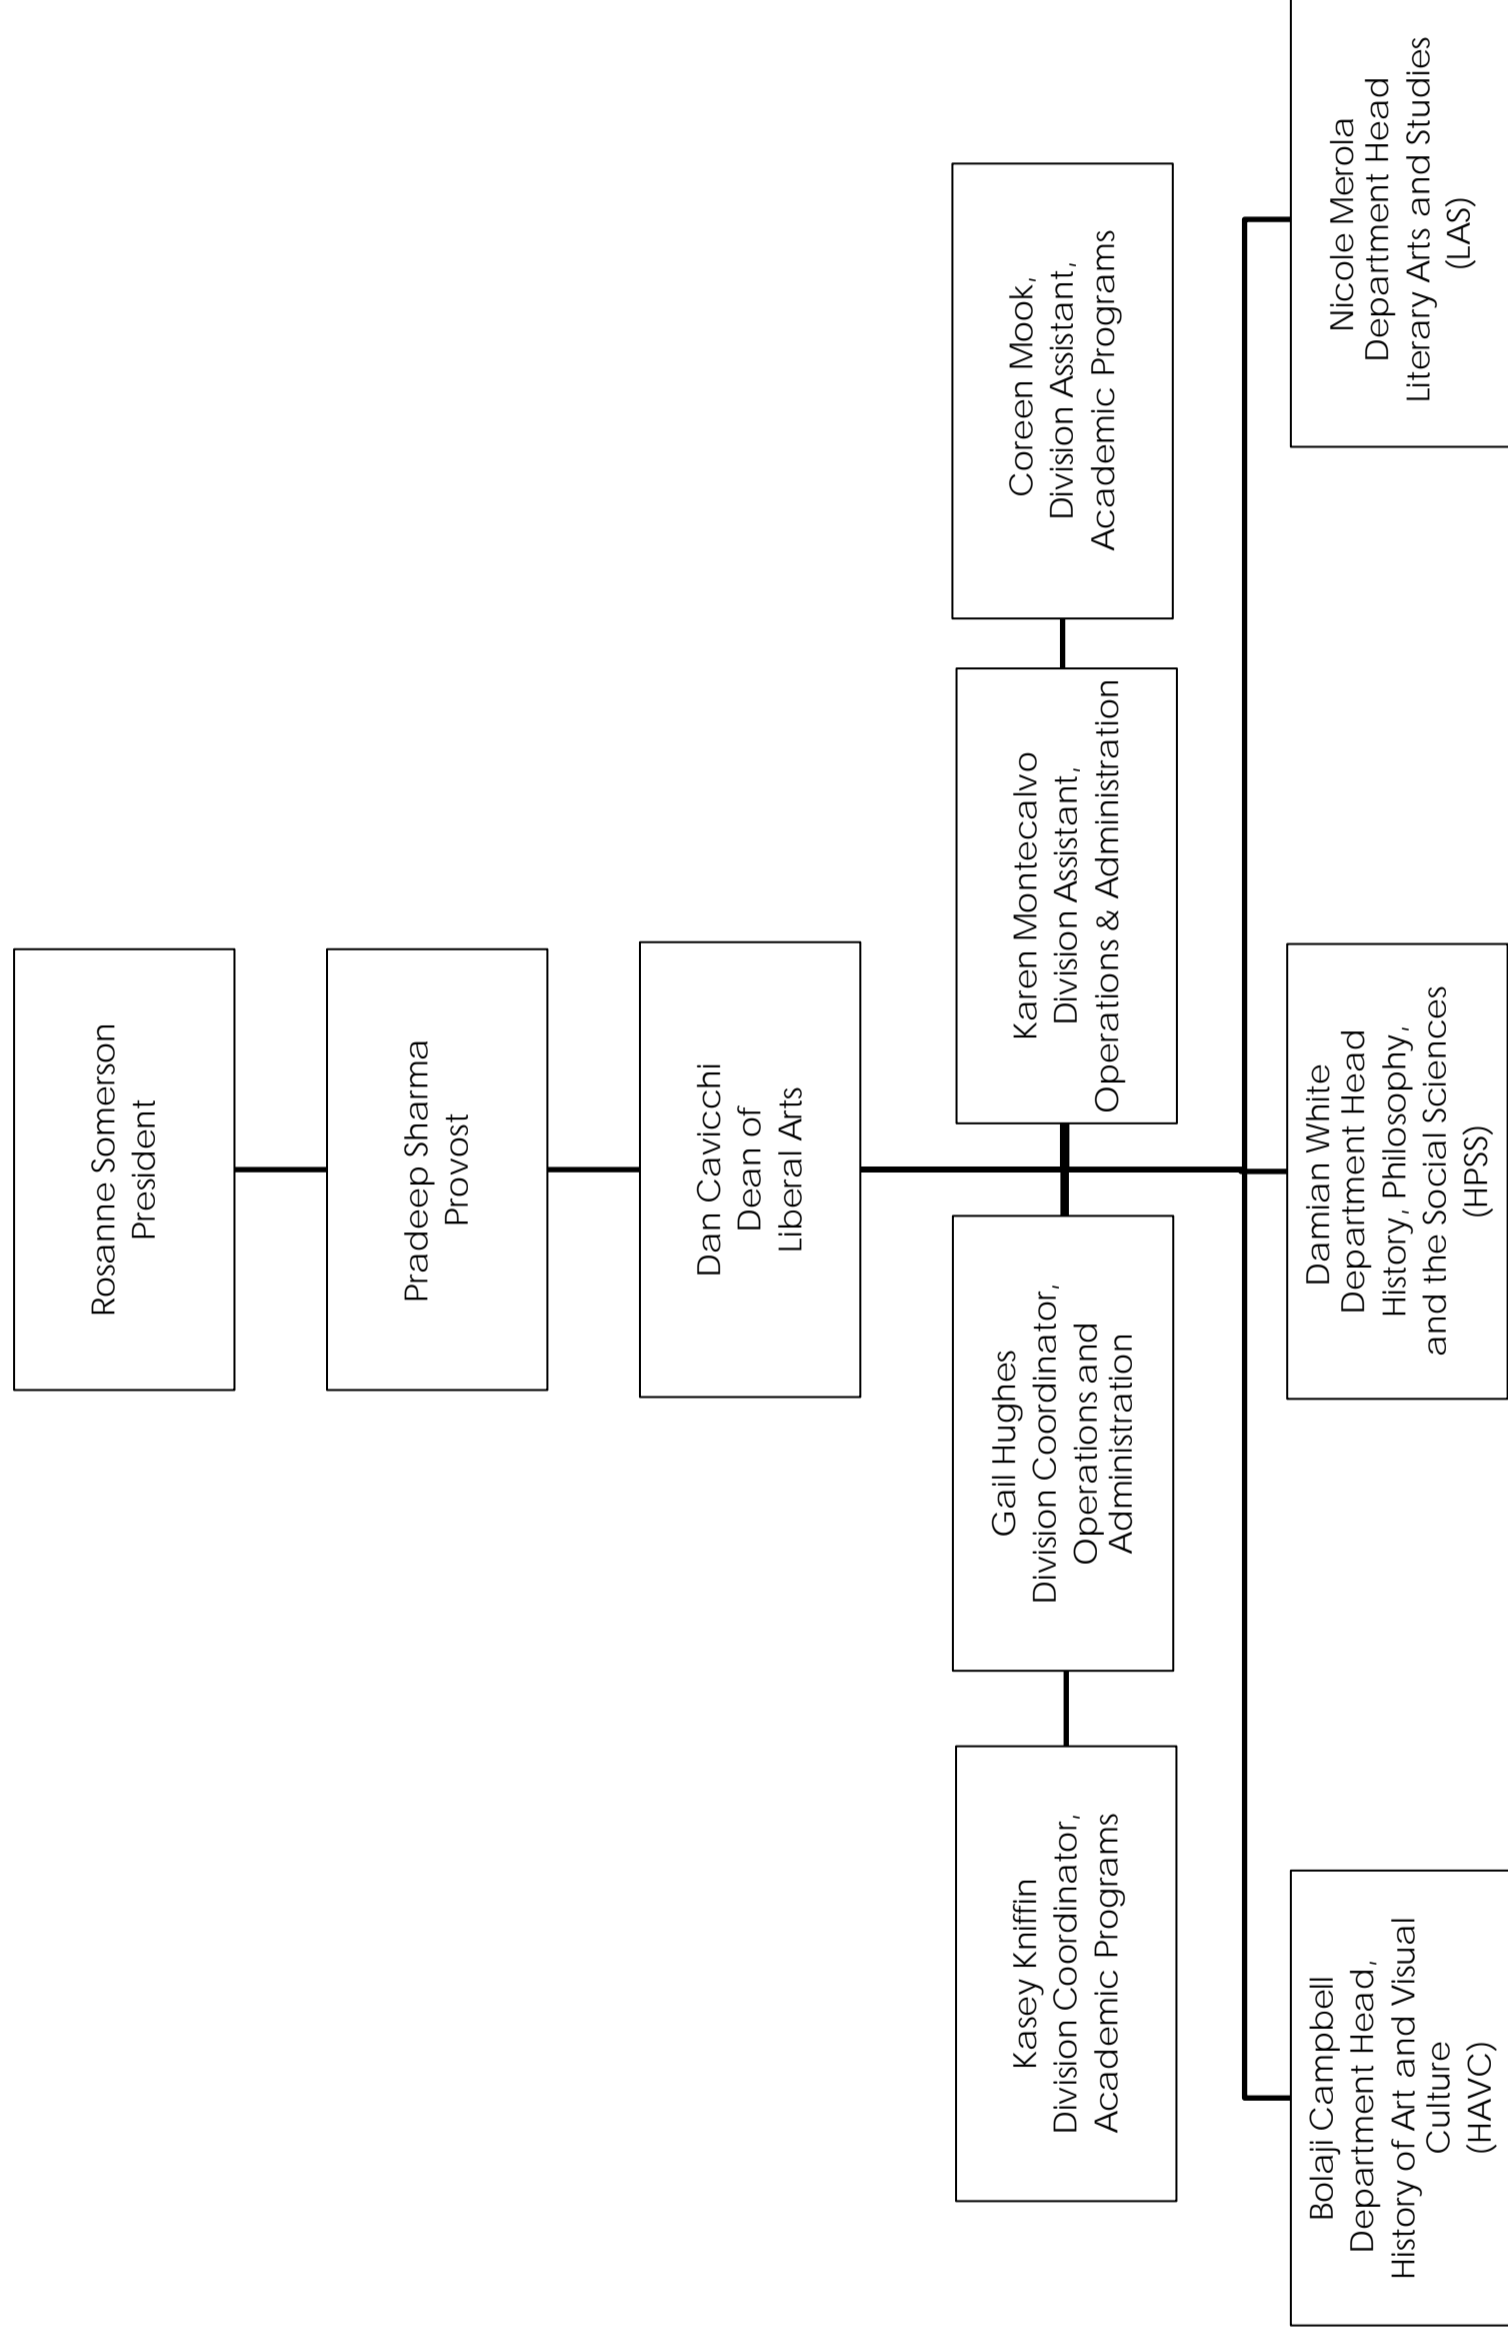 Rosanne Somerson
President
Pradeep Sharma
Provost
Dan Cavicchi
Dean of
Liberal Arts
Kasey Kniffin
Division Coordinator,
Academic Programs
Gail Hughes
Division Coordinator,
Operations and
Administration
Karen Montecalvo
Division Assistant,
Operations & Administration
Coreen Mook,
Division Assistant,
Academic Programs
Bolaji Campbell
Department Head,
History of Art and Visual
Culture
(HAVC)
Damian White
Department Head
History, Philosophy,
and the Social Sciences
(HPSS)
Nicole Merola
Department Head
Literary Arts and Studies
(LAS)